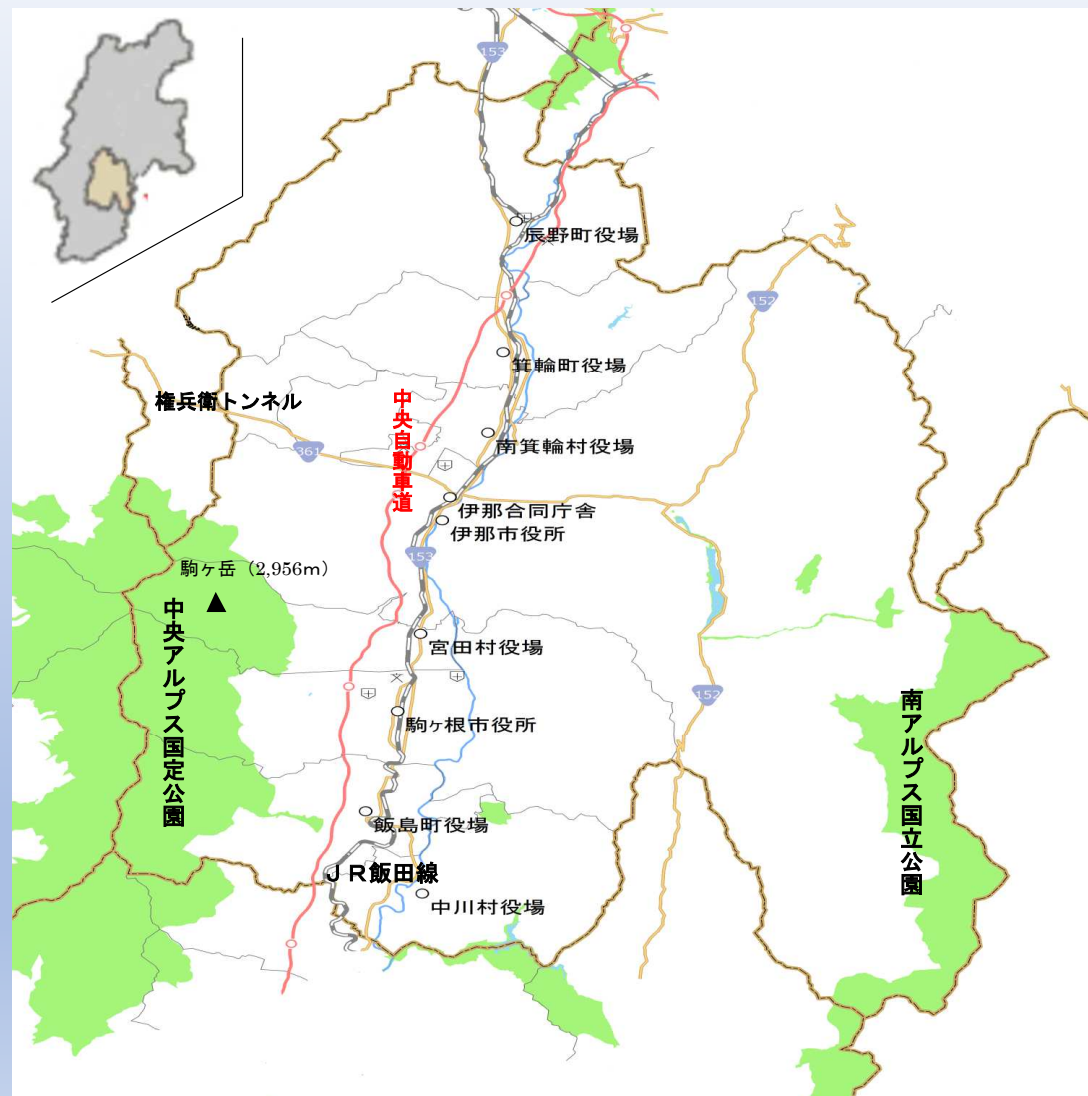 153
辰野町役場
152
箕輪町役場
権兵衛トンネル
中央自動車道
南箕輪村役場
361
伊那合同庁舎
伊那市役所
153
駒ヶ岳（2,956m）
中央アルプス国定公園
宮田村役場
152
南アルプス国立公園
駒ヶ根市役所
飯島町役場
JR飯田線
中川村役場